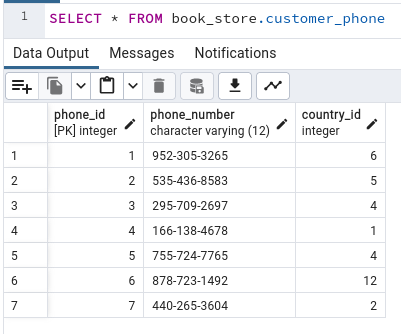 1 SELECT * FROM book_store.customer_phone
Data Output Messages Notifications
phone_id phone_number country_id
[PK] integer character varying (12) integer
1 1 952-305-3265 6
2 2 535-436-8583 5
3 3 295-709-2697 4
4 4 166-138-4678 1
5 5 755-724-7765 4
6 6 878-723-1492 12
7 7 440-265-3604 2